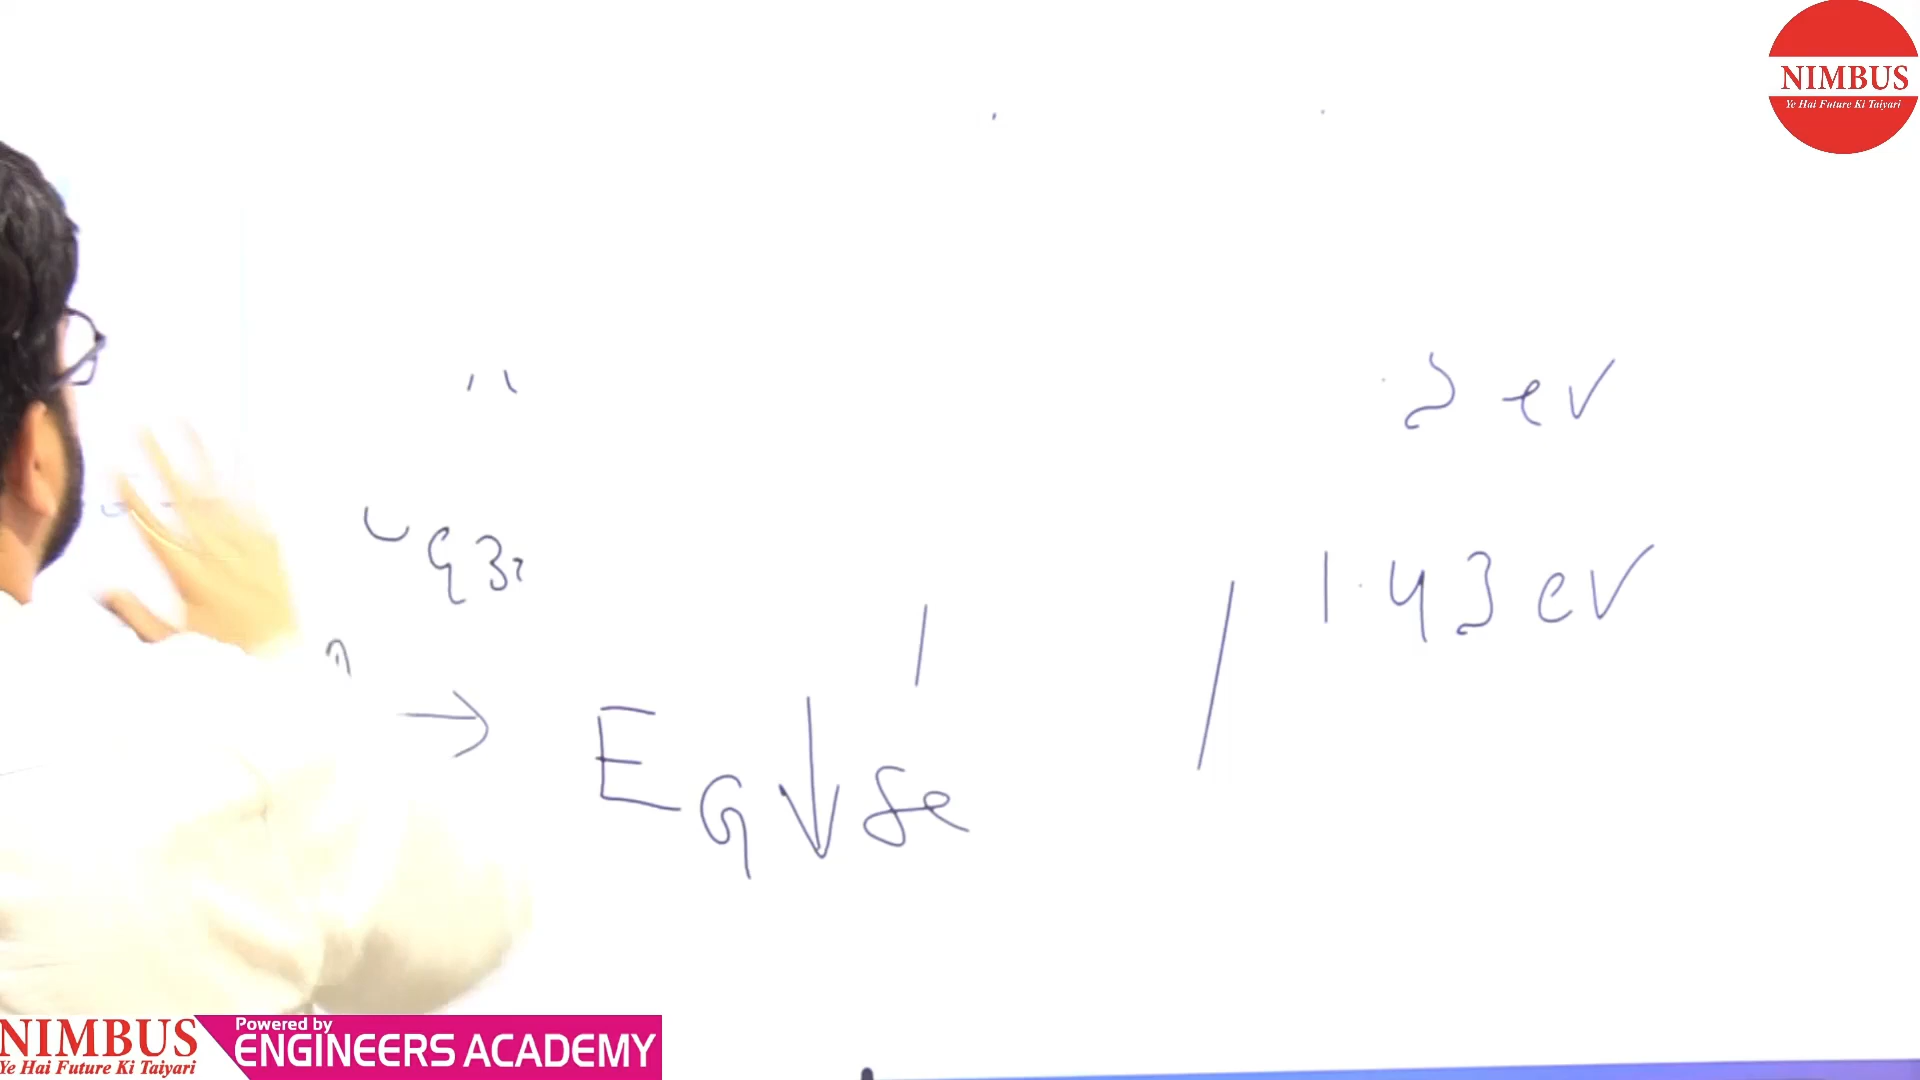 NIMBUS
Ye Hai Future Ki Taiyari
2 eV
1.43 eV
→ EG ↓ se
NIMBUS
Ye Hai Future Ki Taiyari
Powered by
ENGINEERS ACADEMY